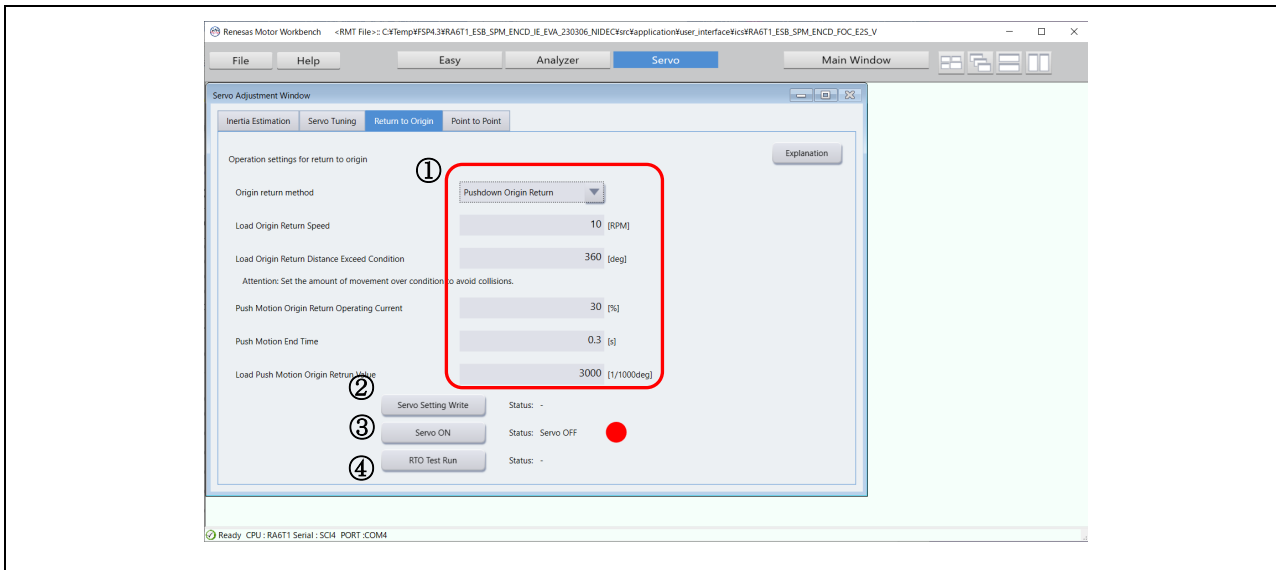 Renesas Motor Workbench <RMT File>:: C:¥Temp¥FSP4.3¥RA6T1_ESB_SPM_ENCD_IE_EVA_230306_NIDEC¥src¥application¥user_interface¥ics¥RA6T1_ESB_SPM_ENCD_FOC_E2S_V
File Help Easy Analyzer Servo Main Window
Servo Adjustment Window
Inertia Estimation Servo Tuning Return to Origin Point to Point
Explanation
Operation settings for return to origin
①
Origin return method Pushdown Origin Return
Load Origin Return Speed 10 [RPM]
Load Origin Return Distance Exceed Condition 360 [deg]
Attention: Set the amount of movement over condition to avoid collisions.
Push Motion Origin Return Operating Current 30 [%]
Push Motion End Time 0.3 [s]
Load Push Motion Origin Retrun Value 3000 [1/1000deg]
② Servo Setting Write Status: -
③ Servo ON Status: Servo OFF
④ RTO Test Run Status: -
Ready CPU : RA6T1 Serial : SCI4 PORT :COM4